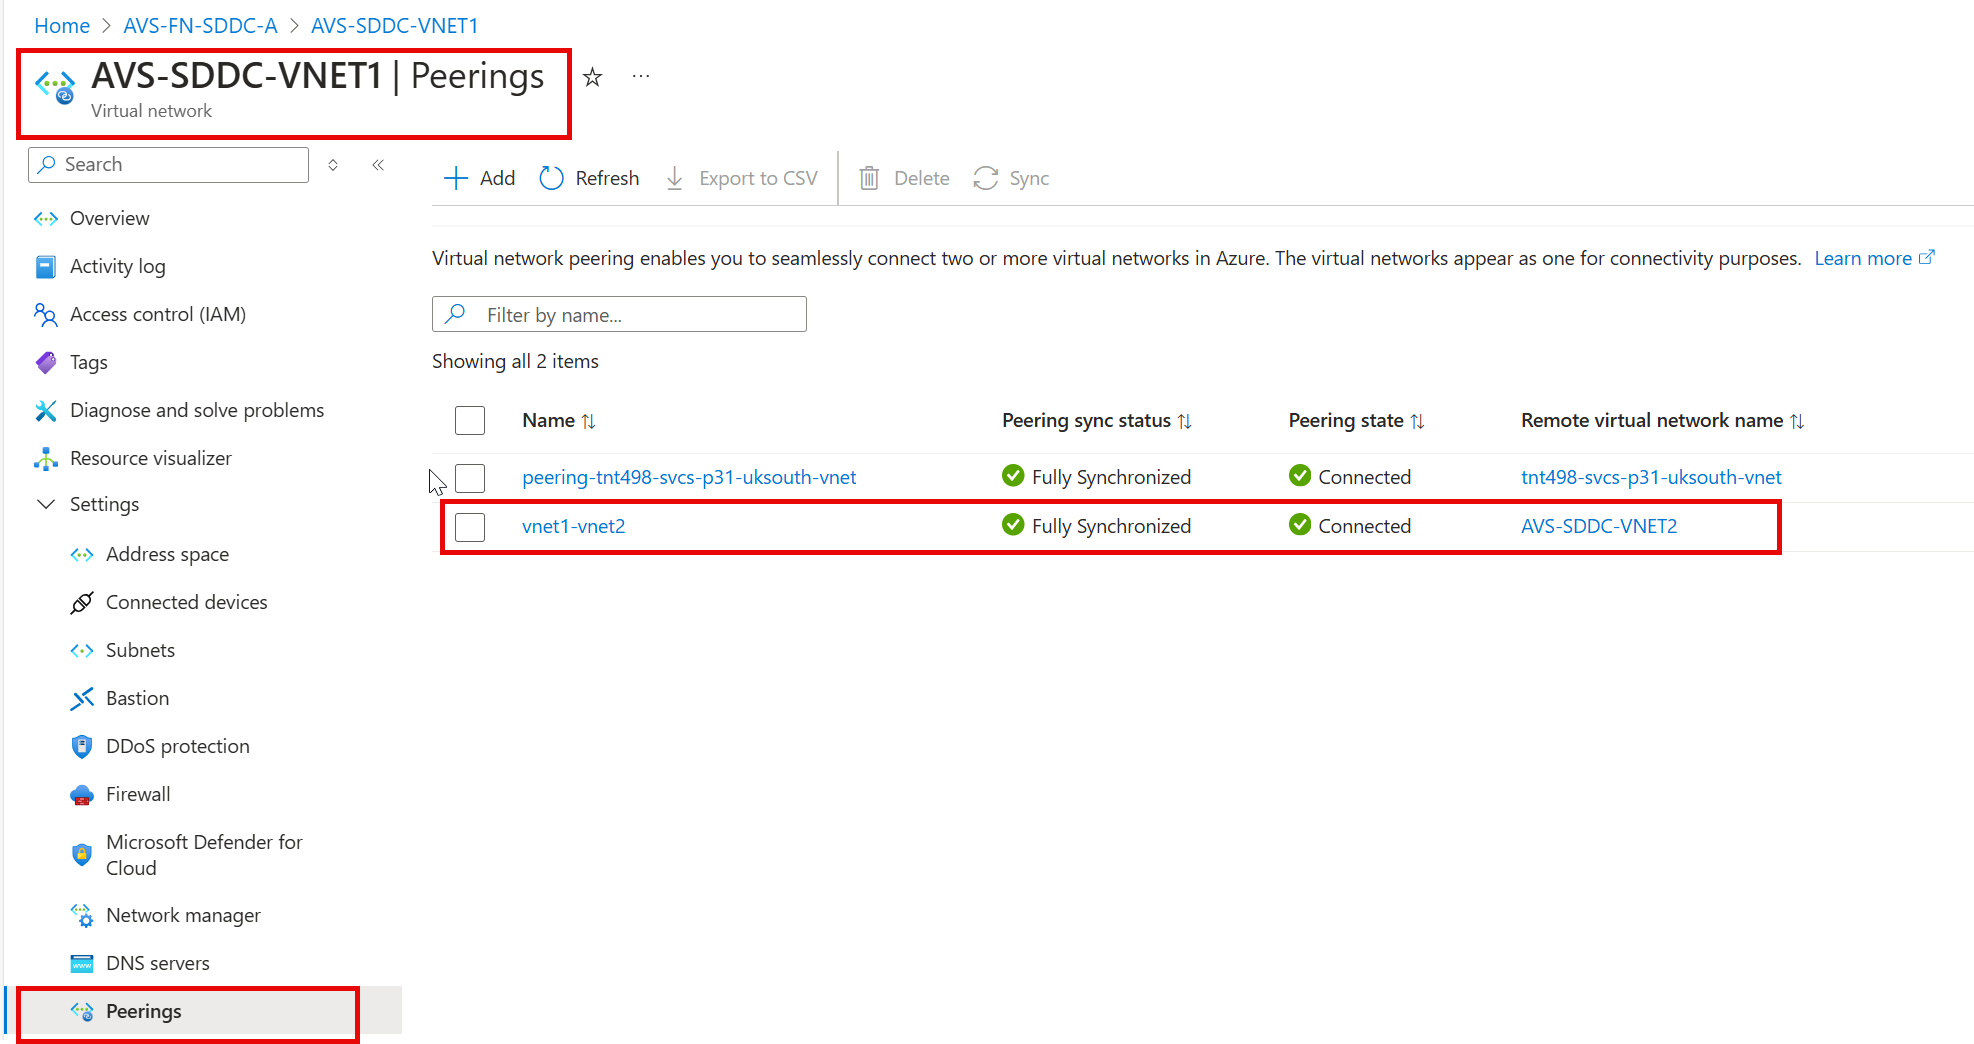 Home > AVS-FN-SDDC-A > AVS-SDDC-VNET1
AVS-SDDC-VNET1 | Peerings
Virtual network
Search
Add Refresh Export to CSV Delete Sync
Overview
Activity log
Access control (IAM)
Tags
Diagnose and solve problems
Resource visualizer
Settings
Address space
Connected devices
Subnets
Bastion
DDoS protection
Firewall
Microsoft Defender for
Cloud
Network manager
DNS servers
Peerings
Virtual network peering enables you to seamlessly connect two or more virtual networks in Azure. The virtual networks appear as one for connectivity purposes. Learn more
Filter by name...
Showing all 2 items
Name Peering sync status Peering state Remote virtual network name
peering-tnt498-svcs-p31-uksouth-vnet Fully Synchronized Connected tnt498-svcs-p31-uksouth-vnet
vnet1-vnet2 Fully Synchronized Connected AVS-SDDC-VNET2